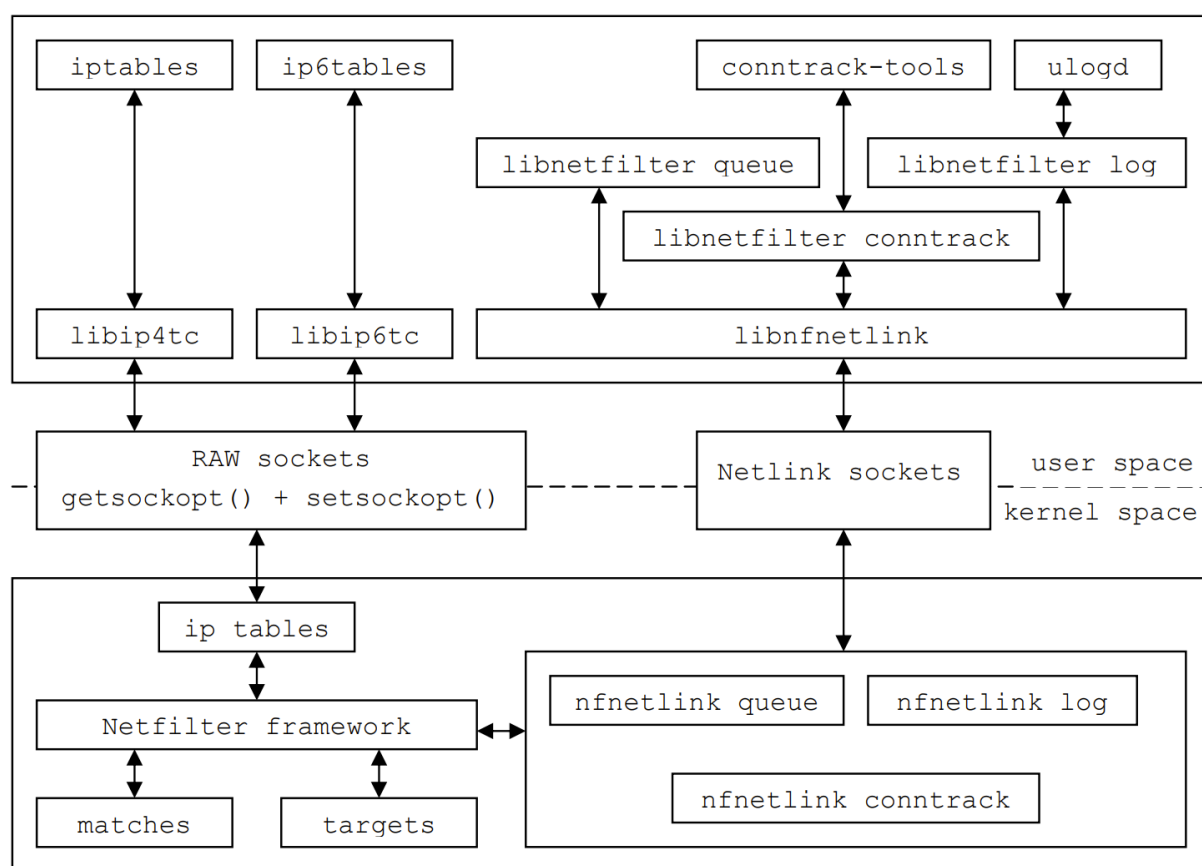 iptables
ip6tables
conntrack-tools
ulogd
libnetfilter queue
libnetfilter log
libnetfilter conntrack
libip4tc
libip6tc
libnfnetlink
RAW sockets
getsockopt() + setsockopt()
Netlink sockets
user space
kernel space
ip tables
Netfilter framework
nfnetlink queue
nfnetlink log
nfnetlink conntrack
matches
targets